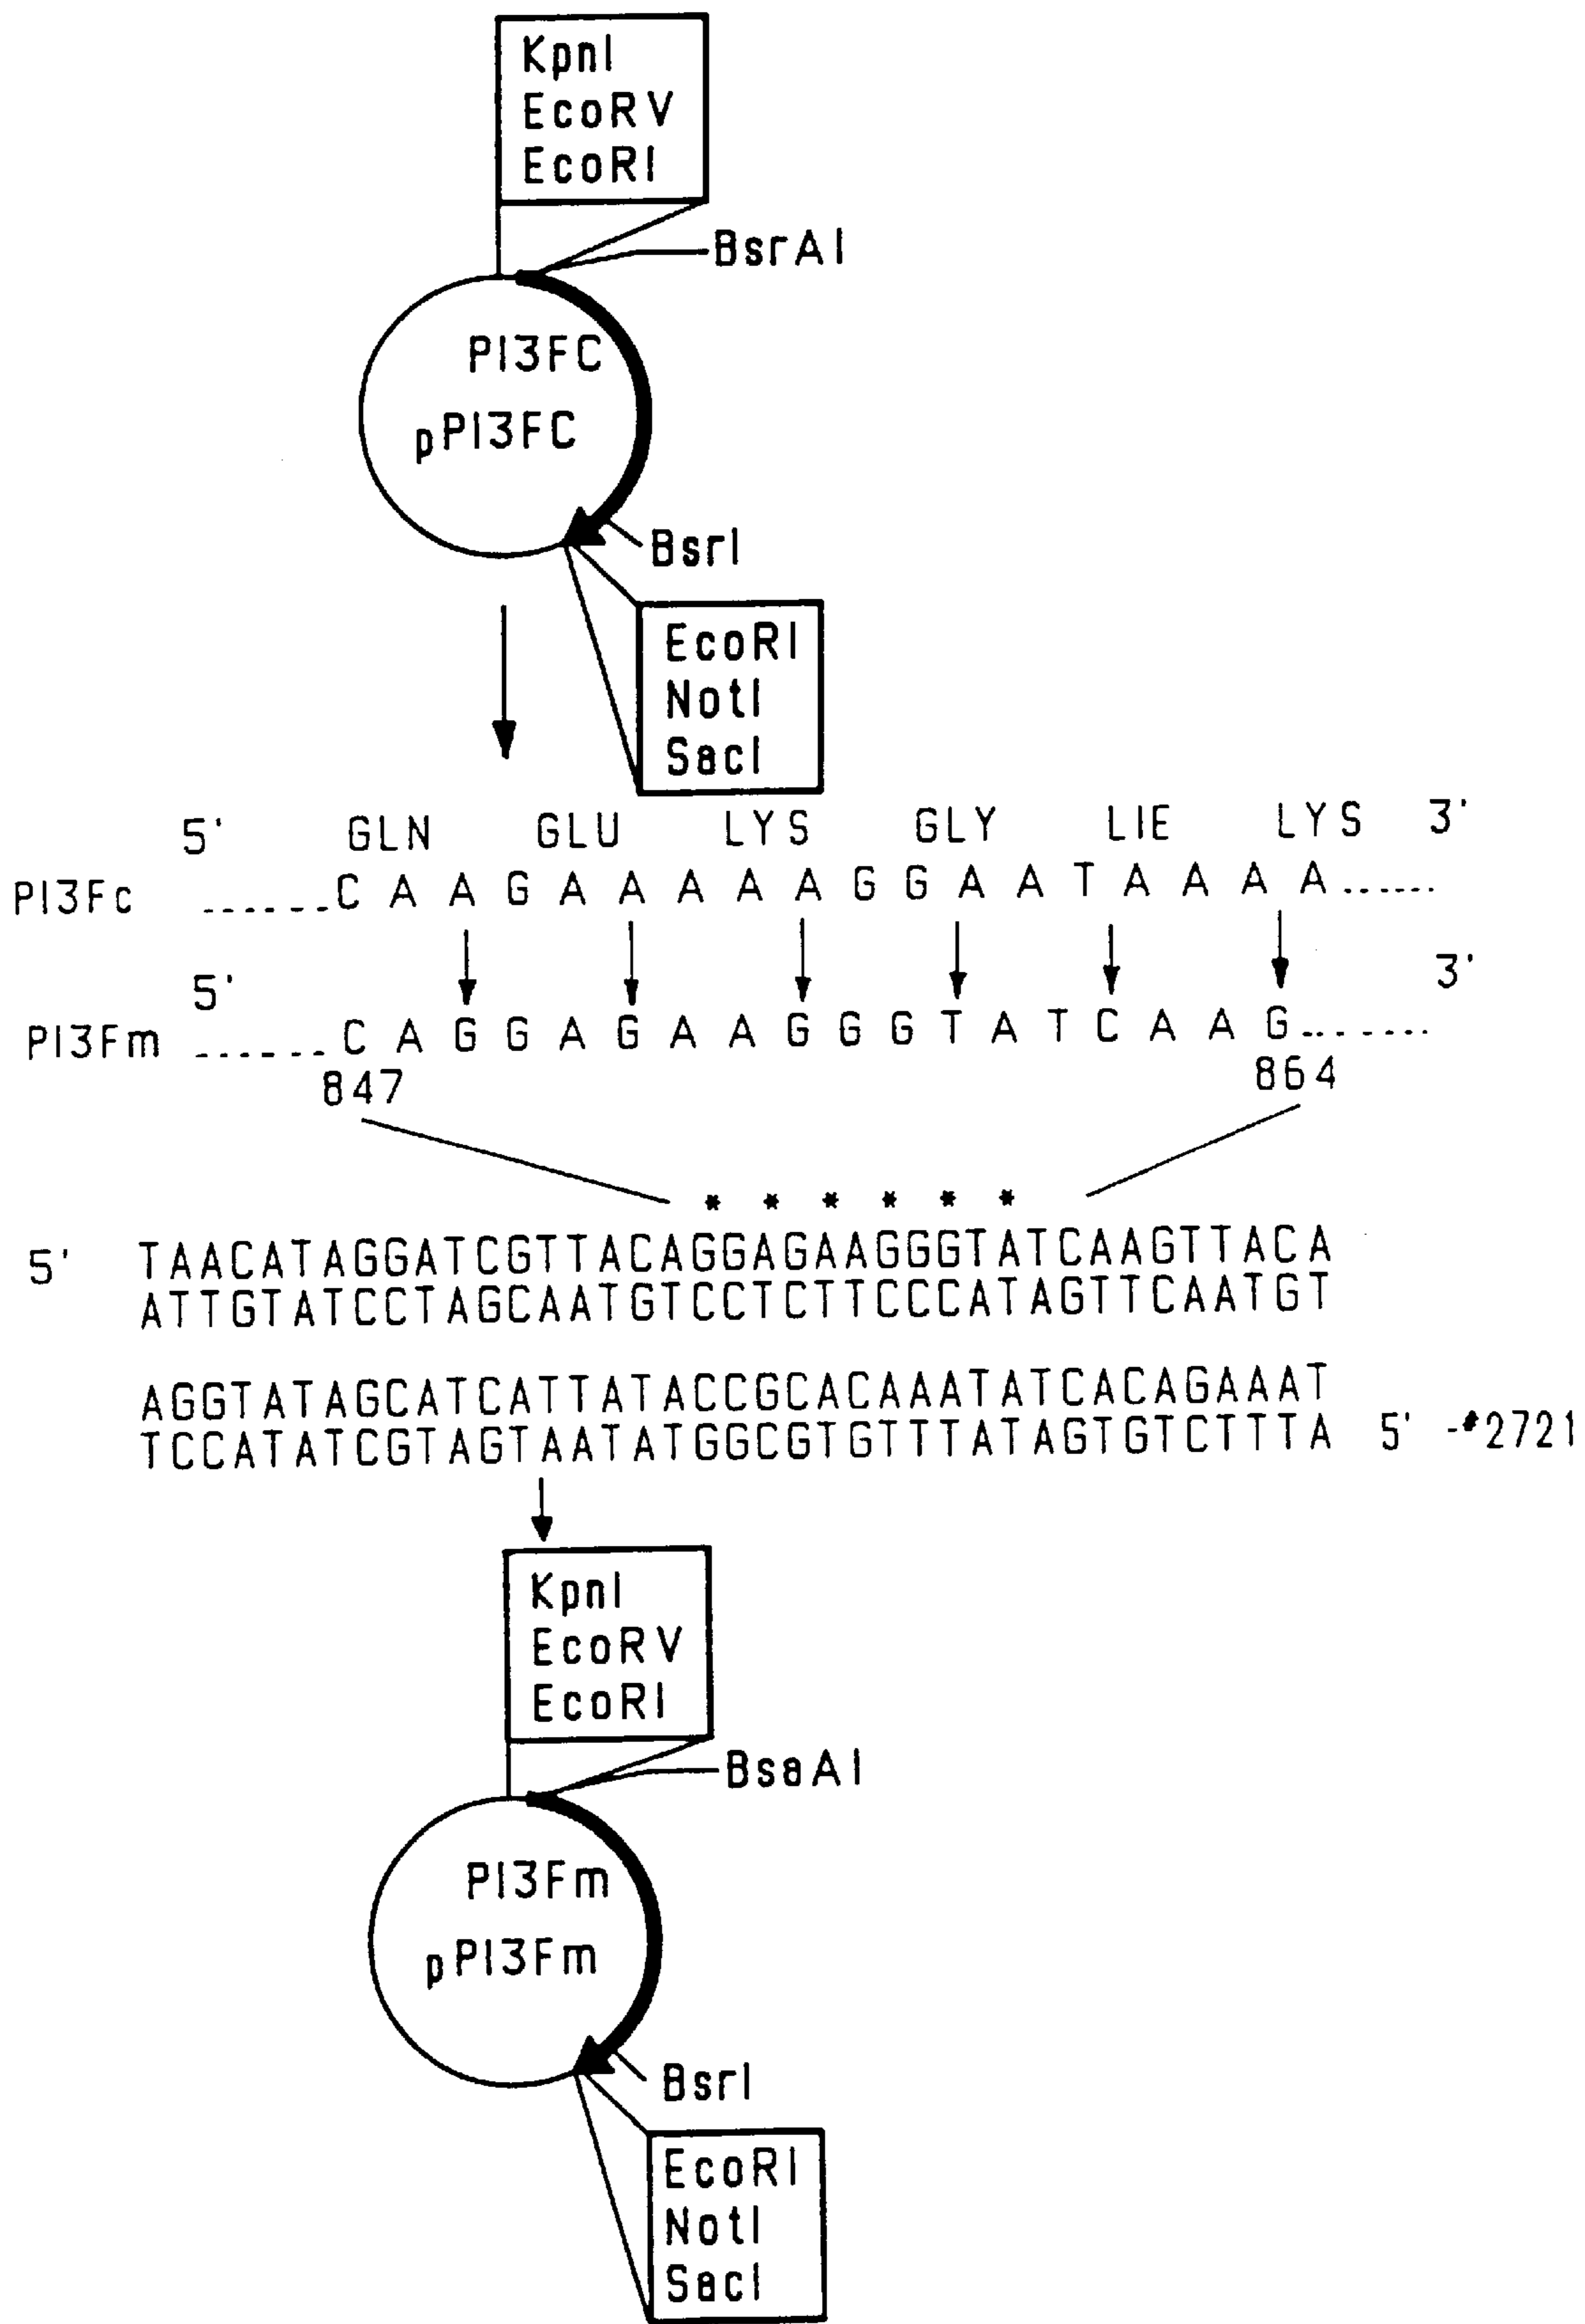 KpnI
EcoRV
EcoRI
BsrAI
PI3FC
pPI3FC
BsrI
EcoRI
NotI
SacI
5' GLN GLU LYS GLY LIE LYS 3'
PI3Fc ......C A A G A A A A A G G A A T A A A A......
5' 3'
PI3Fm ......C A G G A G A A G G G T A T C A A G.......
847 864
* * * * * *
5' TAACATAGGATCGTTACAGGAGAAGGGTATCAAGTTACA
ATTGTATCCTAGCAATGTCCTCTTCCCATAGTTCAATGT
AGGTATAGCATCATTATACCGCACAAATATCACAGAAAT
TCCATATCGTAGTAATATGGCGTGTTTATAGTGTCTTTA 5' -#2721
KpnI
EcoRV
EcoRI
BsaAI
PI3Fm
pPI3Fm
BsrI
EcoRI
NotI
SacI